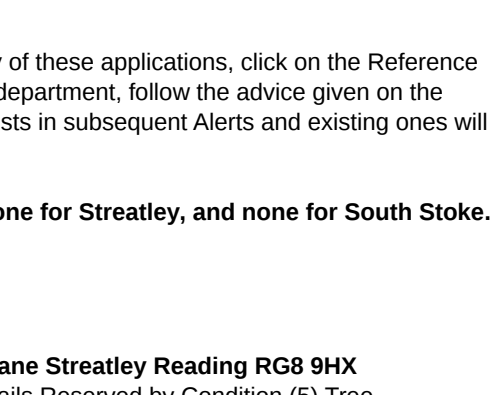 of these applications, click on the Reference
department, follow the advice given on the
sts in subsequent Alerts and existing ones will
one for Streatley, and none for South Stoke.
ane Streatley Reading RG8 9HX
ails Reserved by Condition (5) Tree